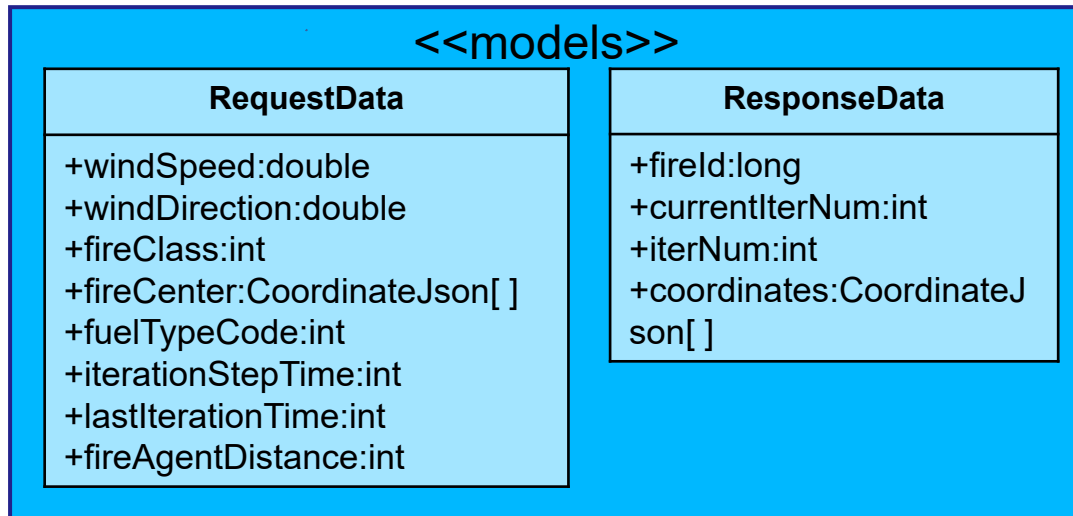 <<models>>
RequestData
+windSpeed:double
+windDirection:double
+fireClass:int
+fireCenter:CoordinateJson[ ]
+fuelTypeCode:int
+iterationStepTime:int
+lastIterationTime:int
+fireAgentDistance:int
ResponseData
+fireId:long
+currentIterNum:int
+iterNum:int
+coordinates:CoordinateJ
son[ ]